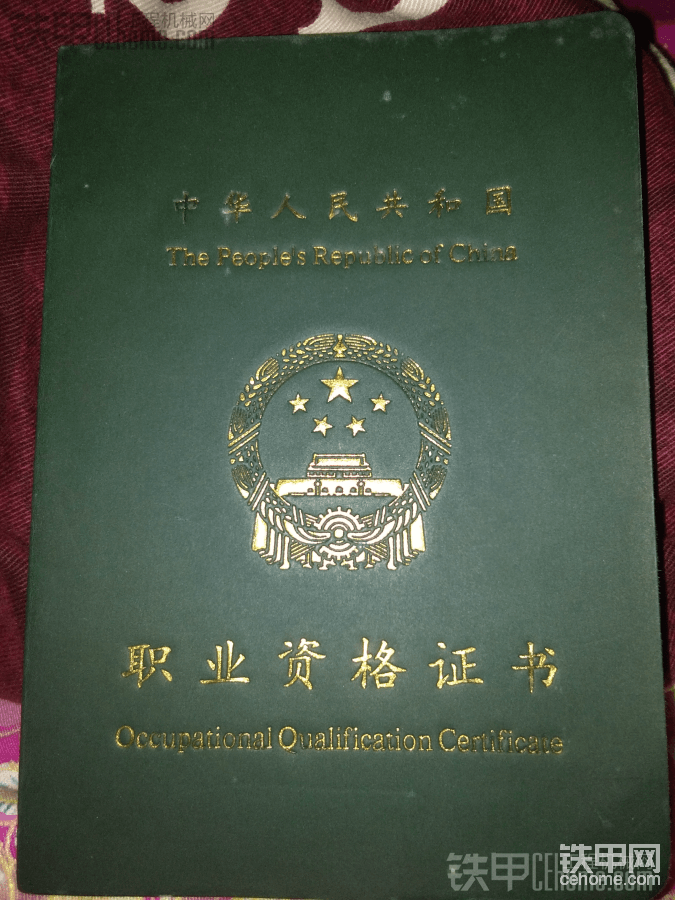 中华人民共和国
The People's Republic of China
职业资格证书
Occupational Qualification Certificate
铁甲网
cehome.com